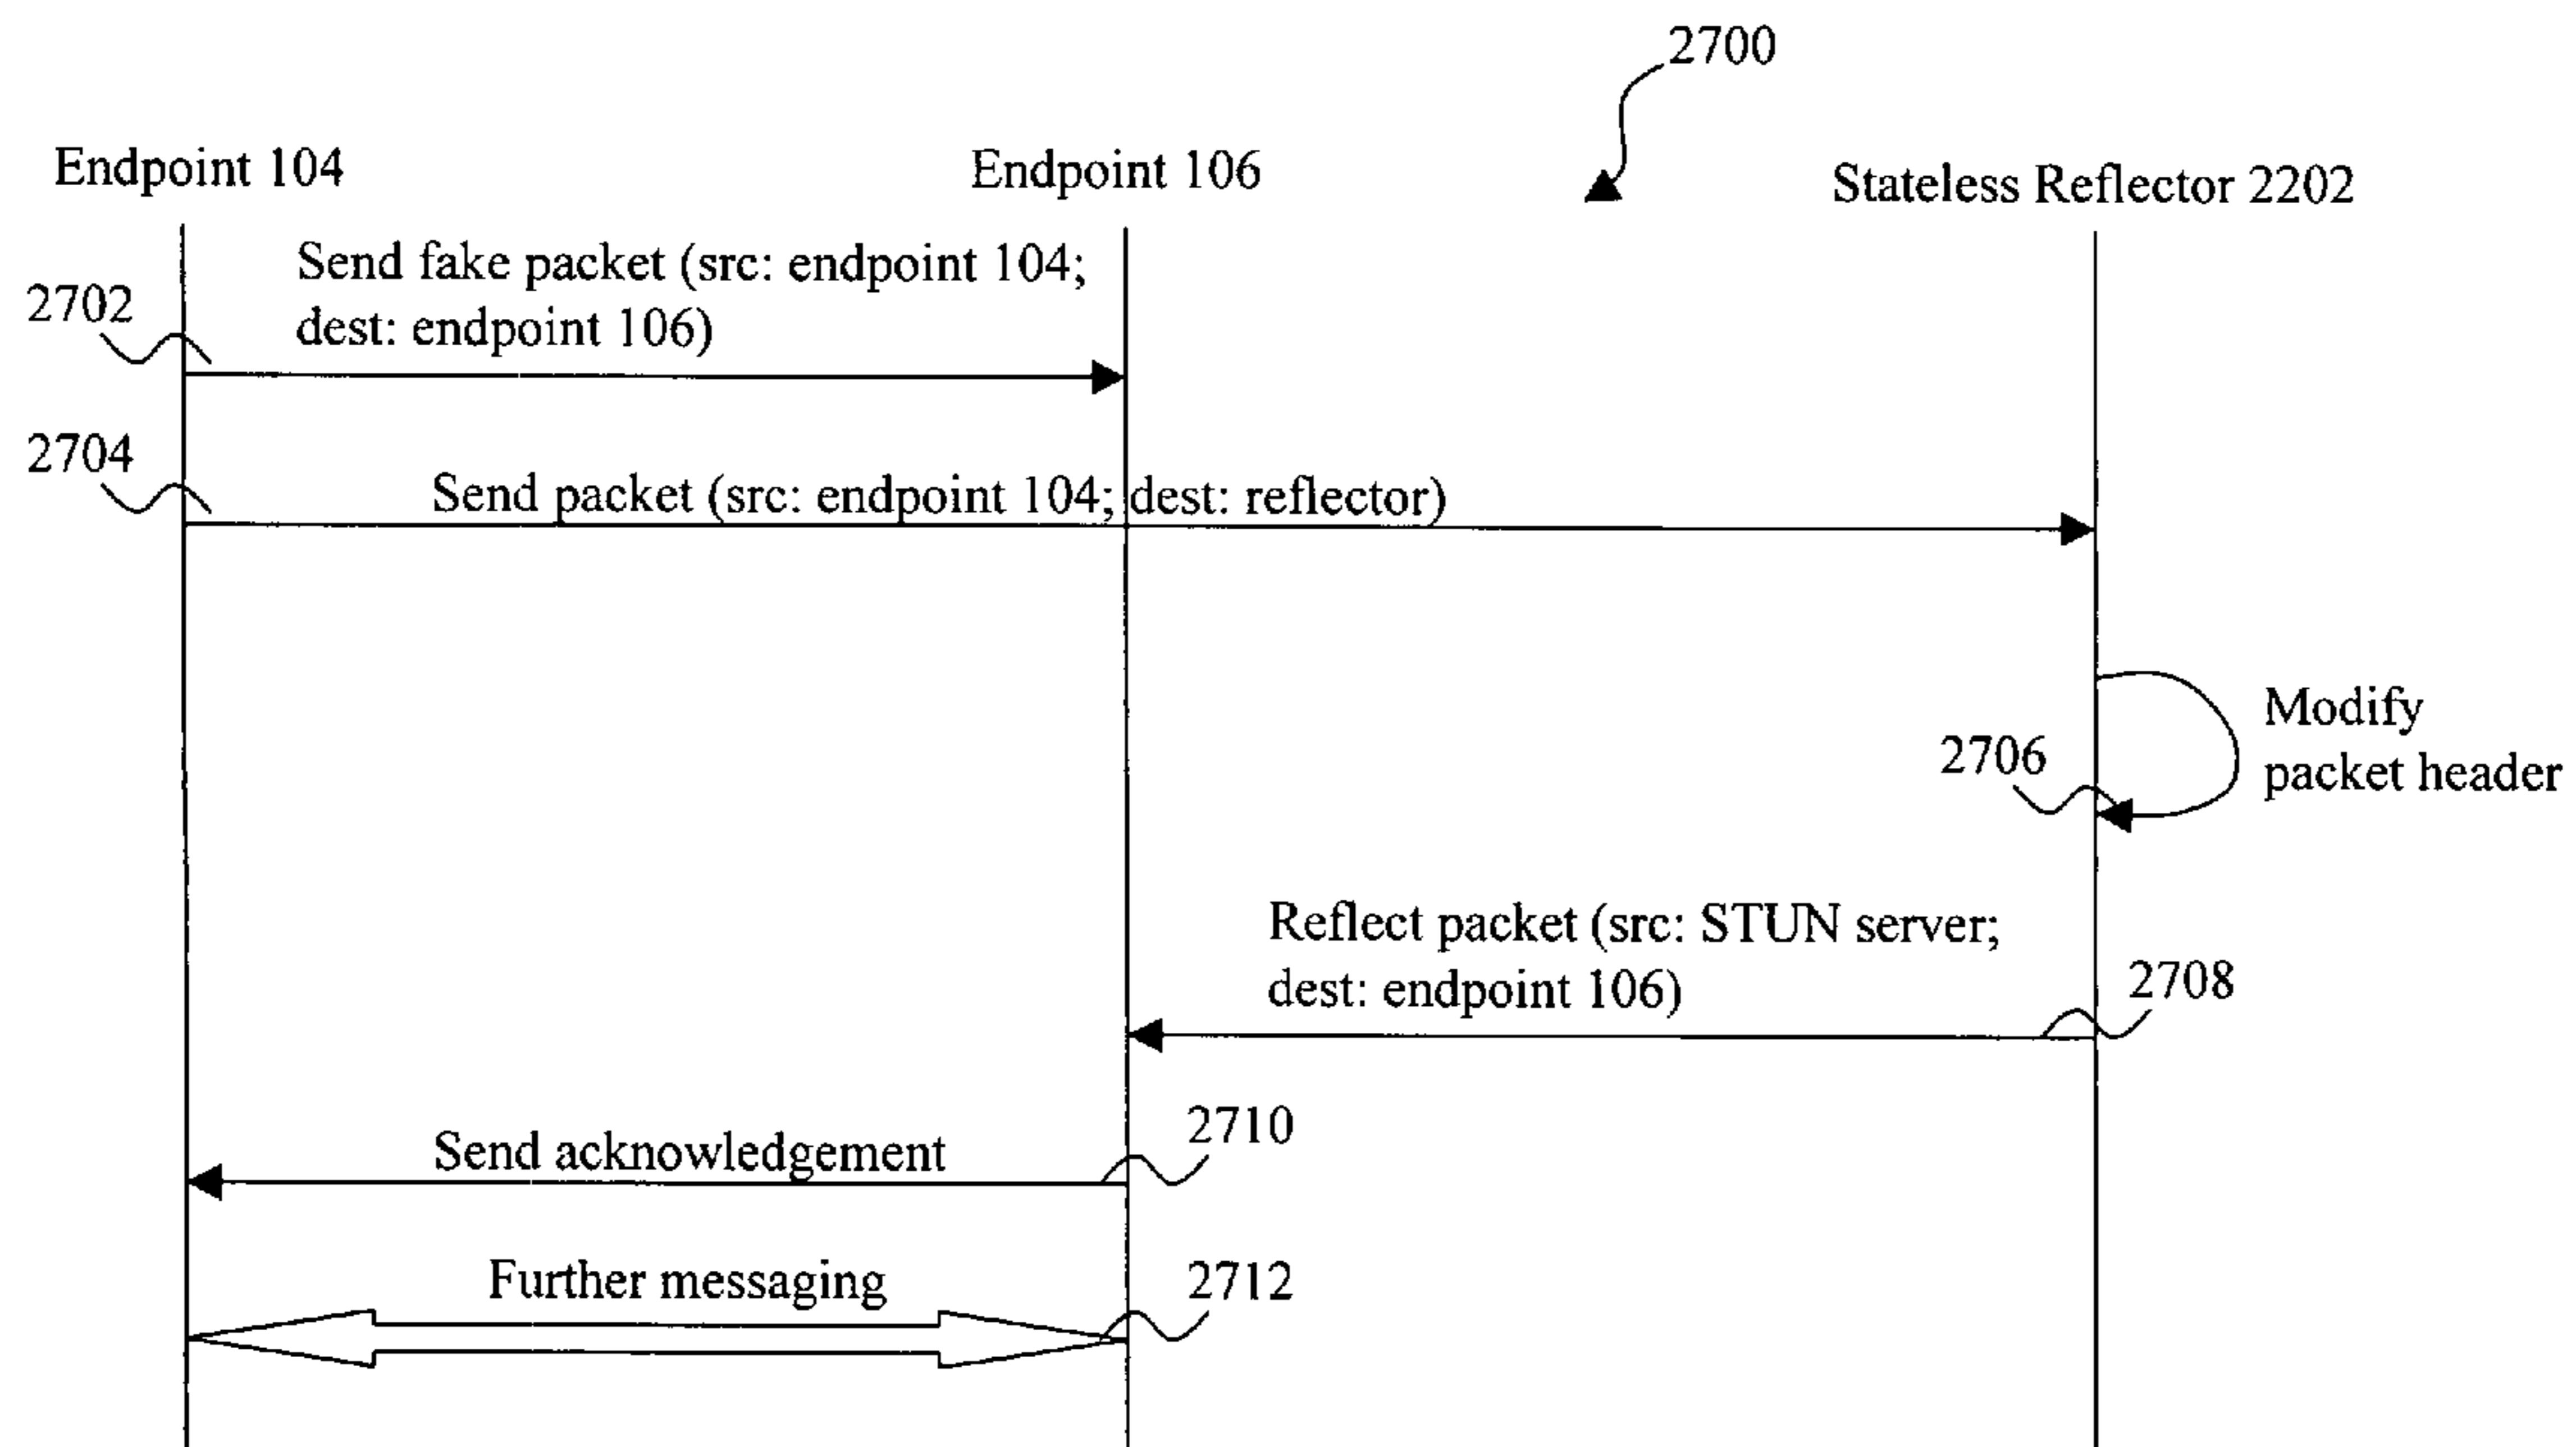 2700
Endpoint 104
Endpoint 106
Stateless Reflector 2202
Send fake packet (src: endpoint 104;
dest: endpoint 106)
2702
2704
Send packet (src: endpoint 104; dest: reflector)
Modify
packet header
2706
Reflect packet (src: STUN server;
dest: endpoint 106)
2708
2710
Send acknowledgement
Further messaging
2712